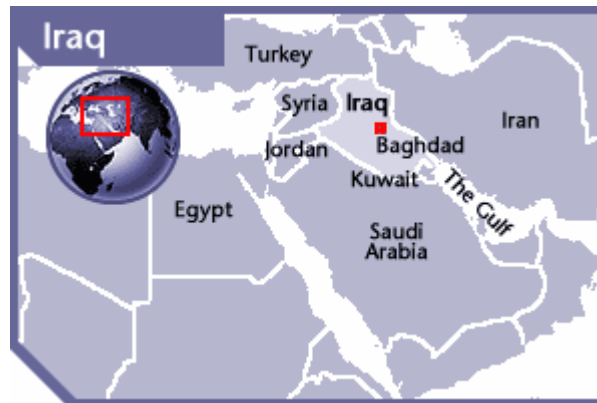 Iraq
Turkey
Syria
Iraq
Iran
Jordan
Baghdad
Kuwait
The Gulf
Egypt
Saudi
Arabia